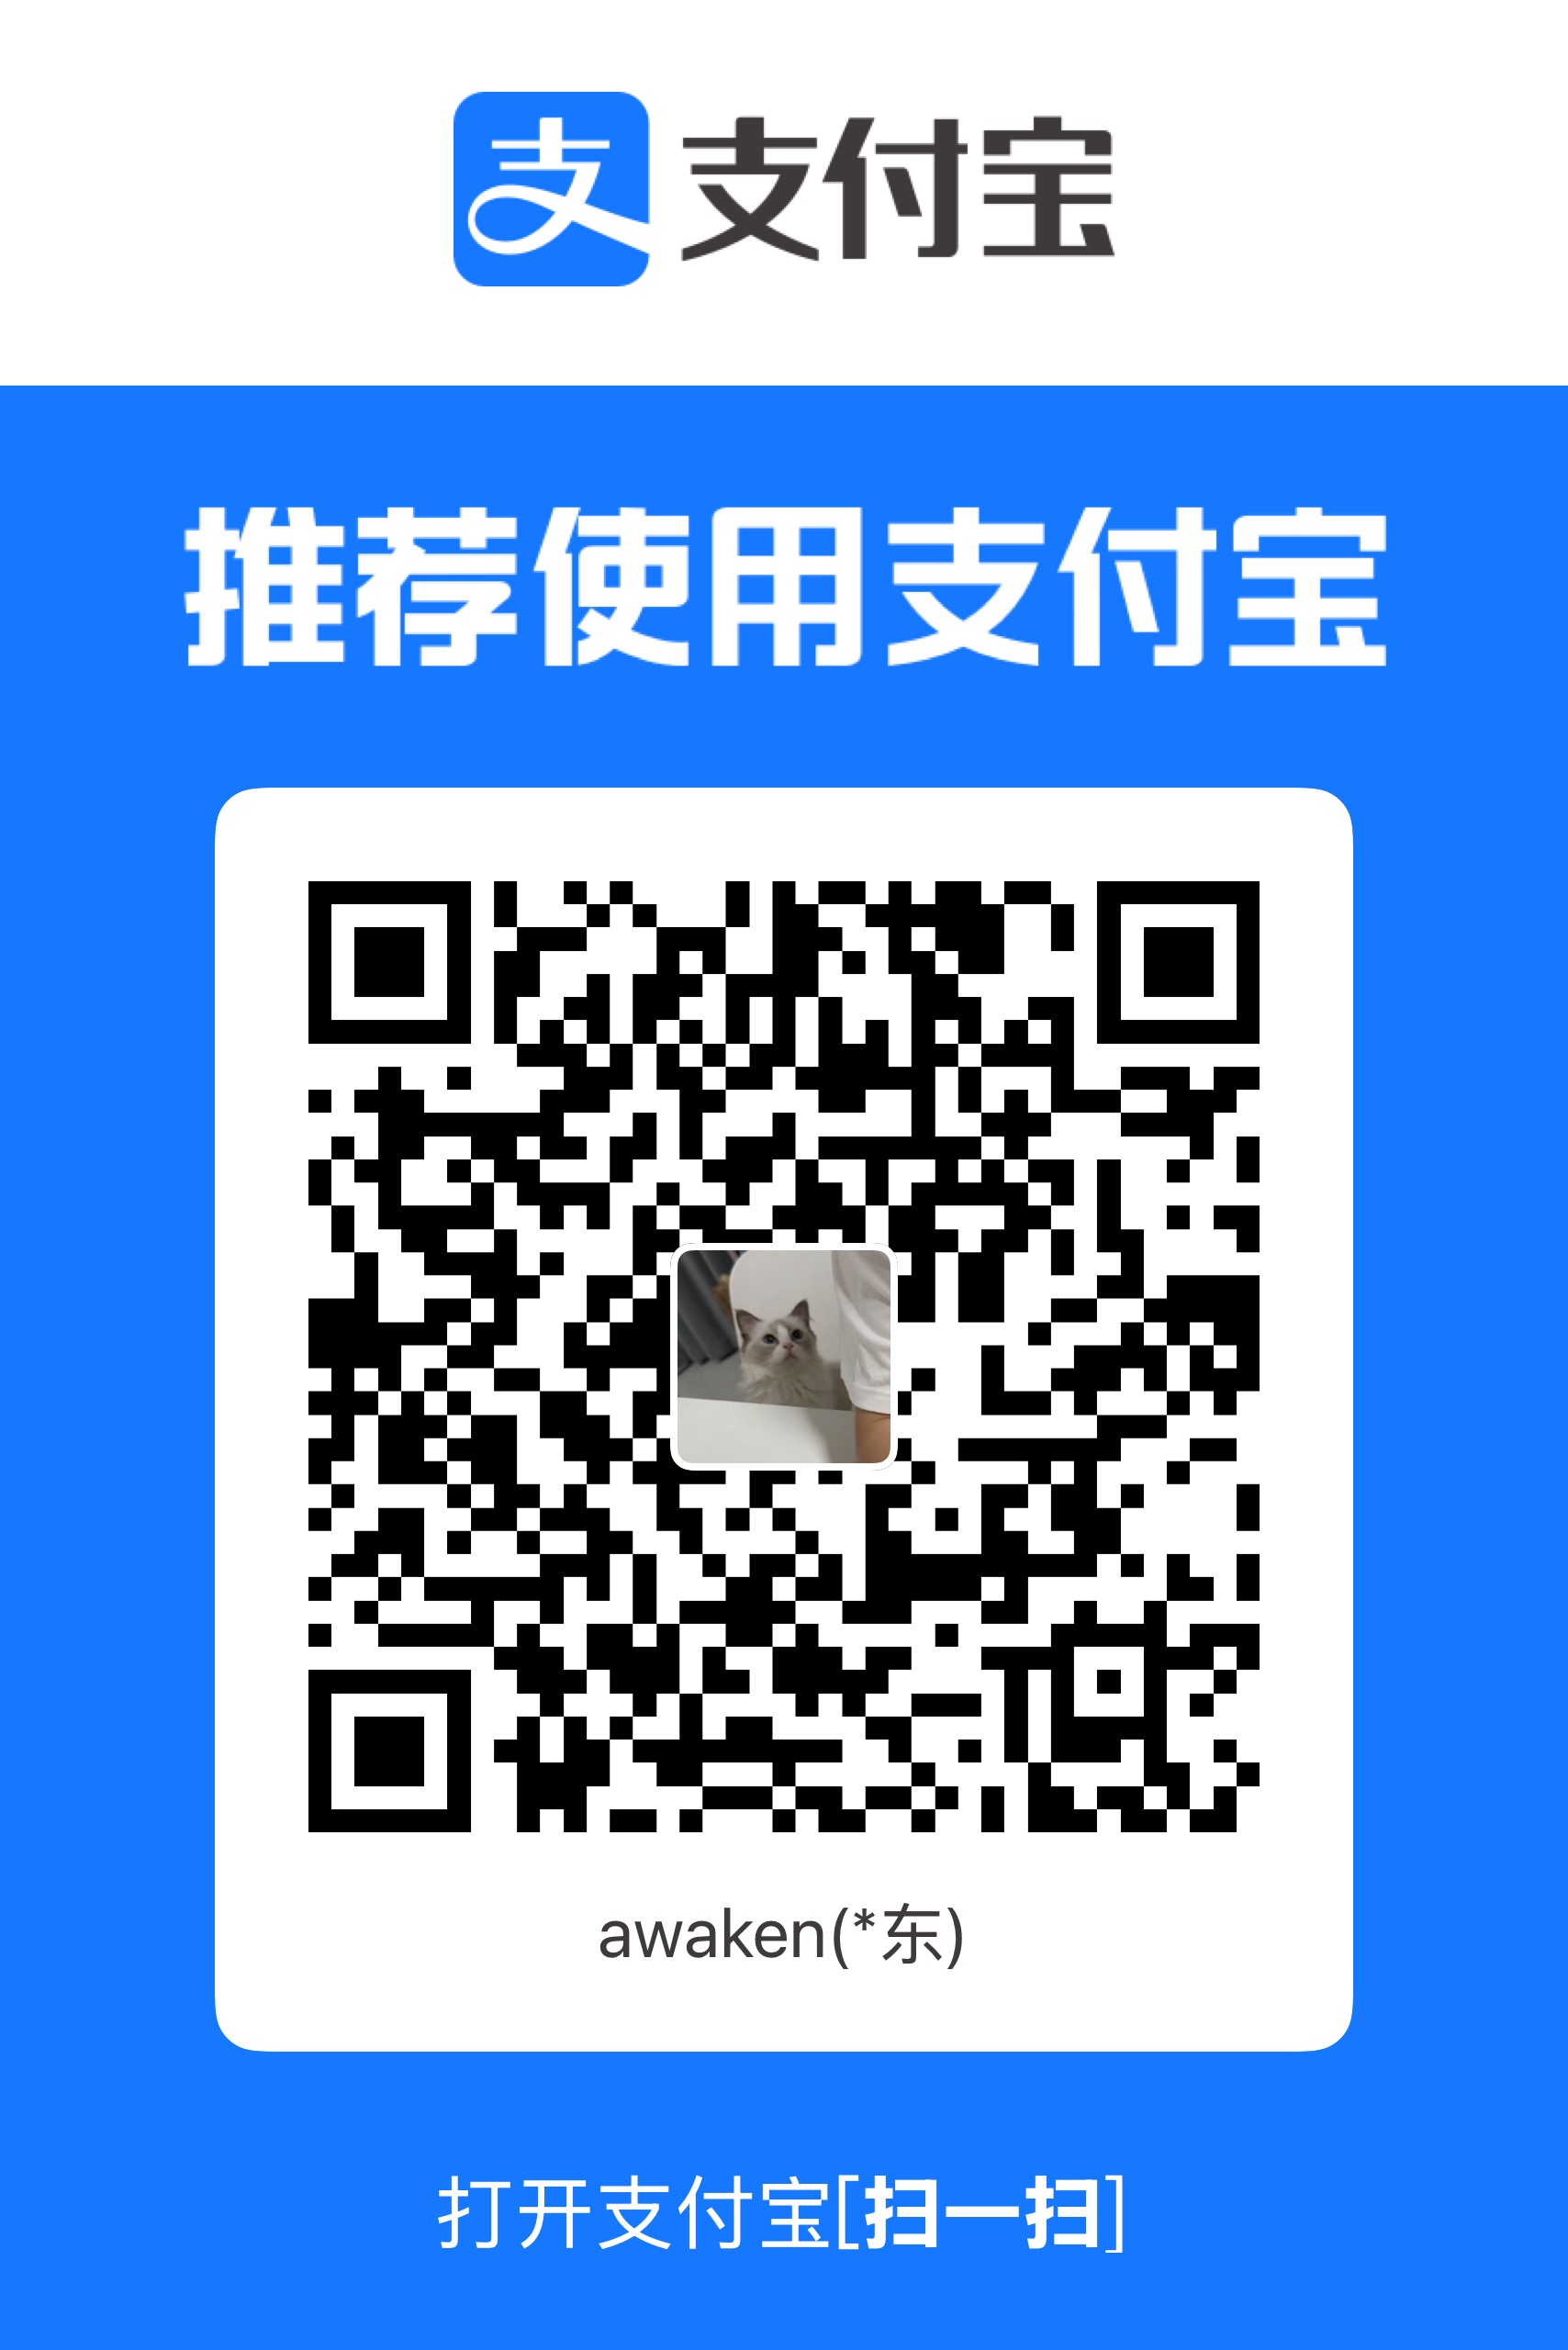 支 支付宝
推荐使用支付宝
awaken(*东)
打开支付宝[扫一扫]